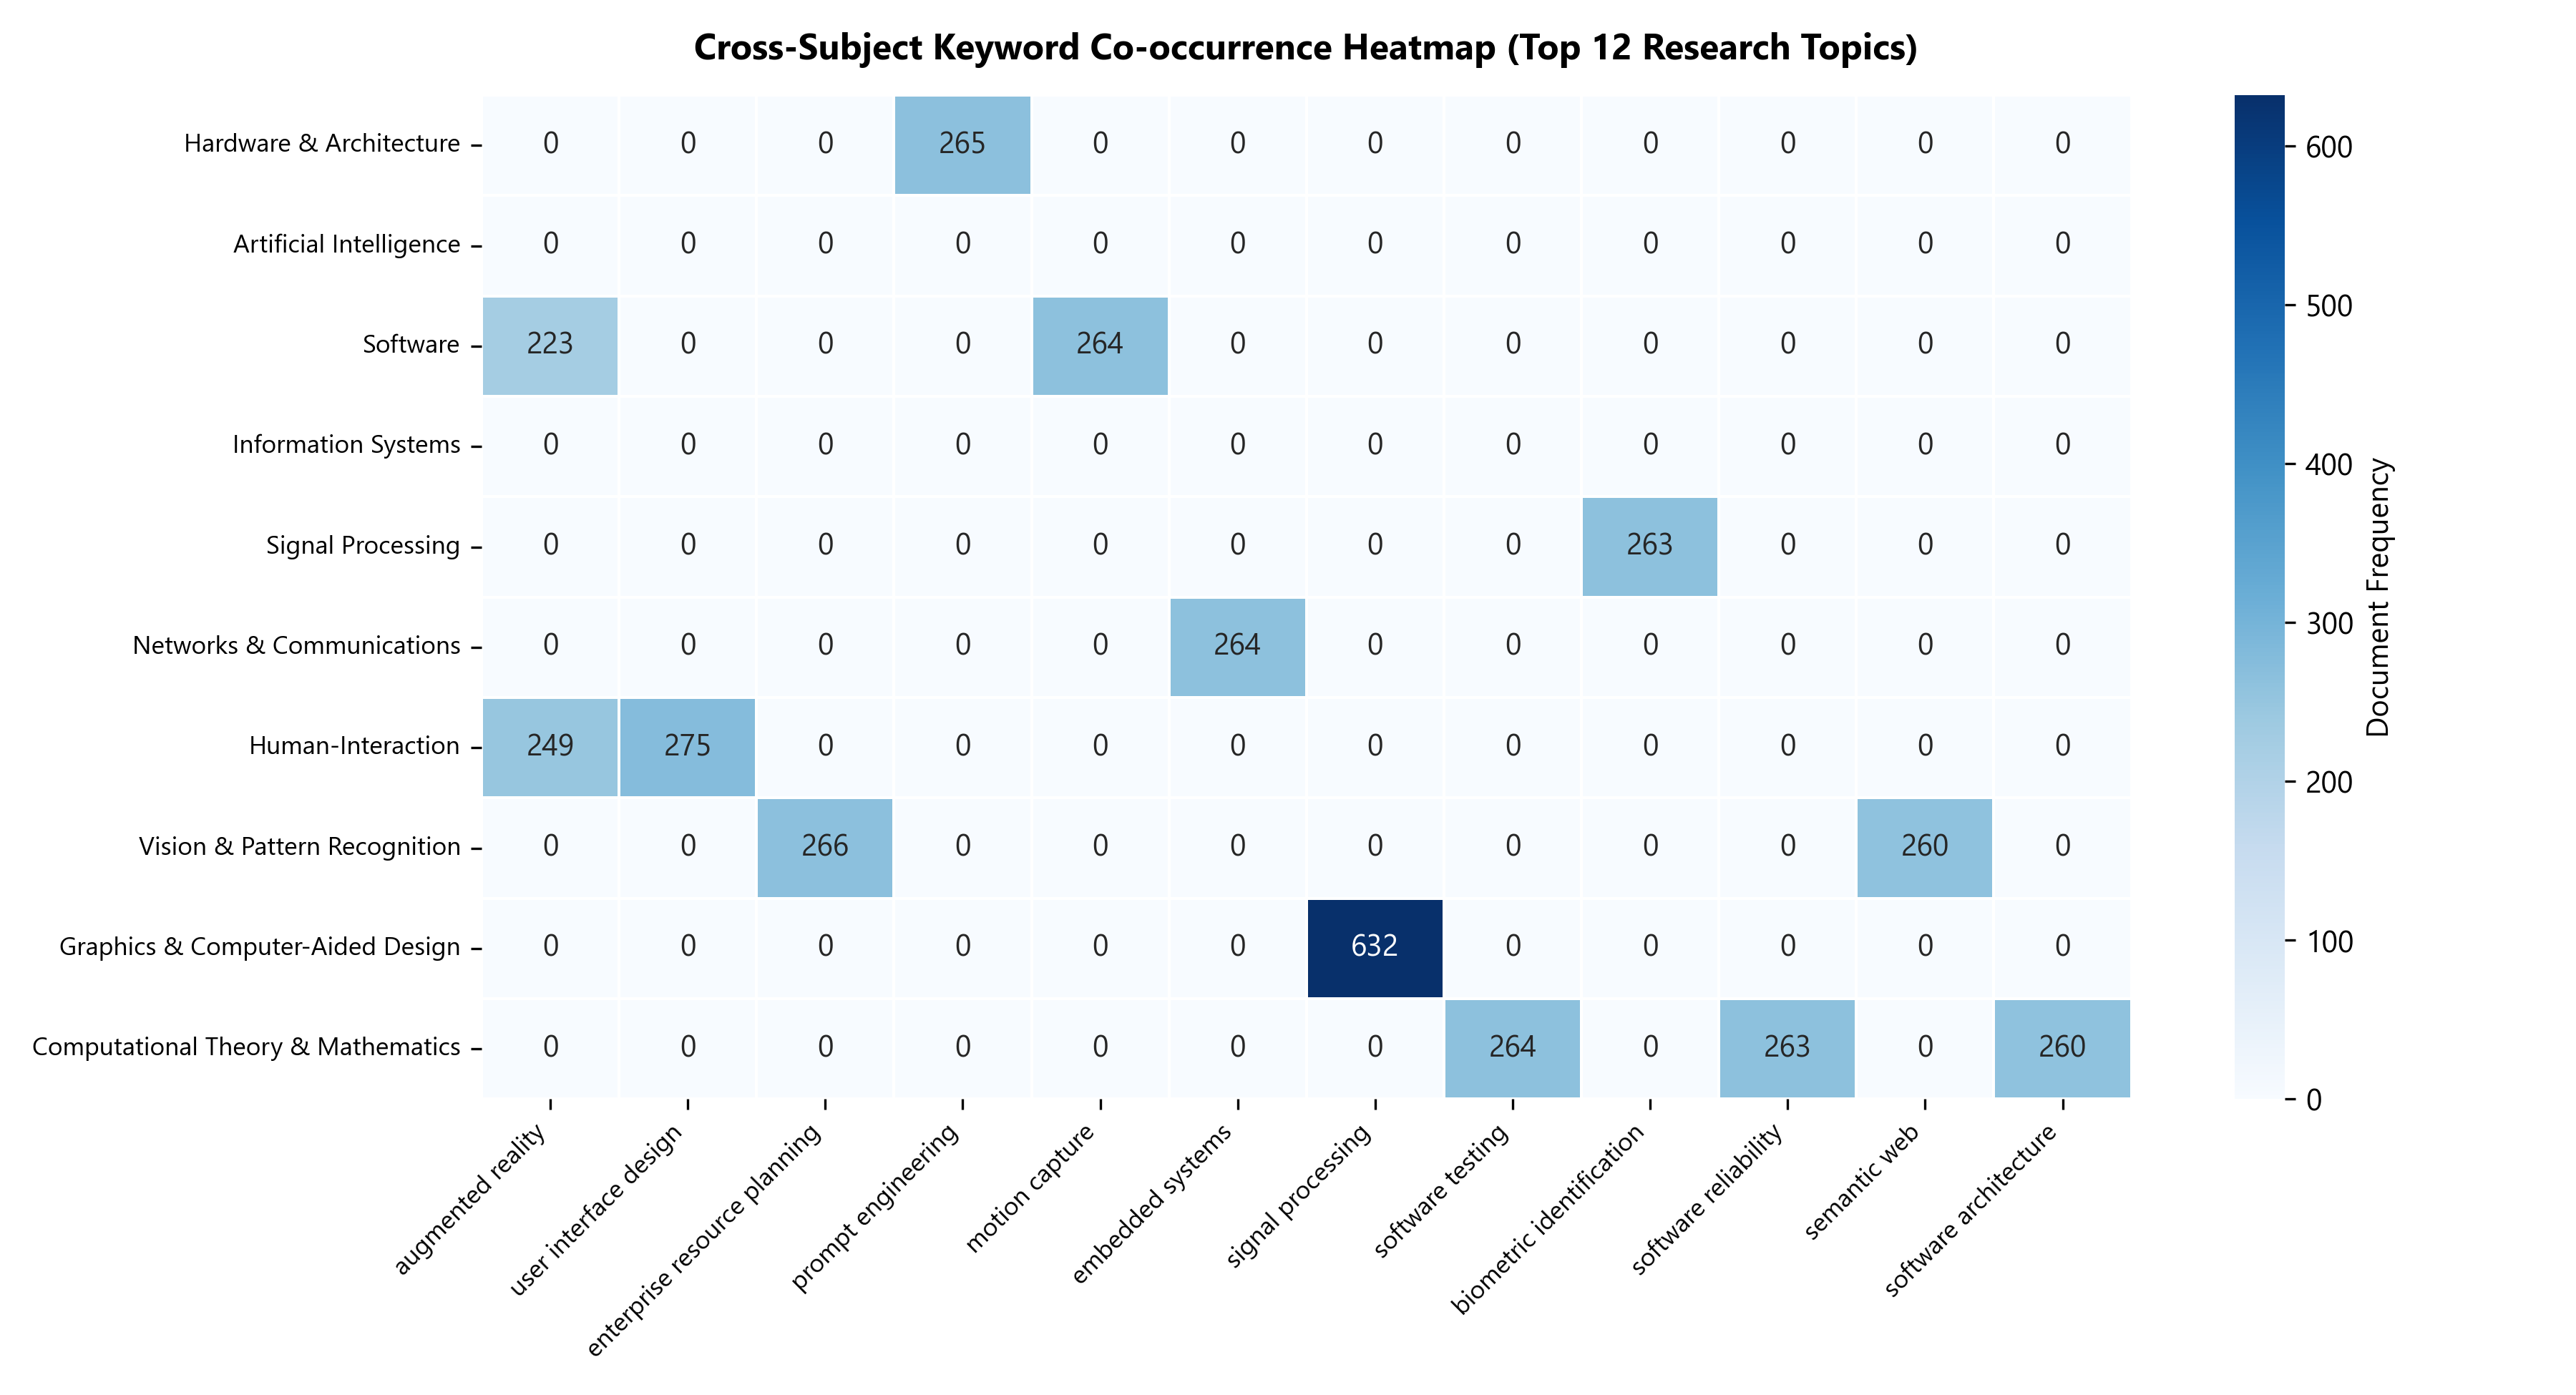 Cross-Subject Keyword Co-occurrence Heatmap (Top 12 Research Topics)
Hardware & Architecture 0 0 0 265 0 0 0 0 0 0 0 0
Artificial Intelligence 0 0 0 0 0 0 0 0 0 0 0 0
Software 223 0 0 0 264 0 0 0 0 0 0 0
Information Systems 0 0 0 0 0 0 0 0 0 0 0 0
Signal Processing 0 0 0 0 0 0 0 0 263 0 0 0
Networks & Communications 0 0 0 0 0 264 0 0 0 0 0 0
Human-Interaction 249 275 0 0 0 0 0 0 0 0 0 0
Vision & Pattern Recognition 0 0 266 0 0 0 0 0 0 0 260 0
Graphics & Computer-Aided Design 0 0 0 0 0 0 632 0 0 0 0 0
Computational Theory & Mathematics 0 0 0 0 0 0 0 264 0 263 0 260
augmented reality
user interface design
enterprise resource planning
prompt engineering
motion capture
embedded systems
signal processing
software testing
biometric identification
software reliability
semantic web
software architecture
600
500
400
300
200
100
0
Document Frequency